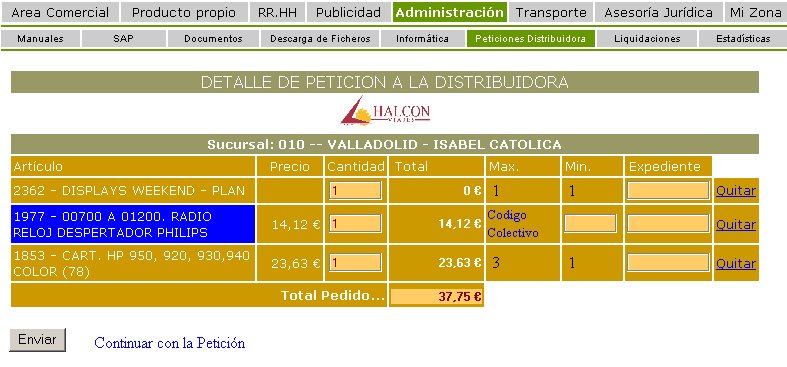 Area Comercial Producto propio RR.HH Publicidad Administración Transporte Asesoría Jurídica Mi Zona
Manuales SAP Documentos Descarga de Ficheros Informática Peticiones Distribuidora Liquidaciones Estadísticas
DETALLE DE PETICION A LA DISTRIBUIDORA
HALCON
VIAJES
Sucursal: 010 -- VALLADOLID - ISABEL CATOLICA
Artículo Precio Cantidad Total Max. Min. Expediente
2362 - DISPLAYS WEEKEND - PLAN 1 0 € 1 1 Quitar
1977 - 00700 A 01200. RADIO
RELOJ DESPERTADOR PHILIPS 14,12 € 1 14,12 € Codigo
Colectivo Quitar
1853 - CART. HP 950, 920, 930,940
COLOR (78) 23,63 € 1 23,63 € 3 1 Quitar
Total Pedido... 37,75 €
Enviar Continuar con la Petición